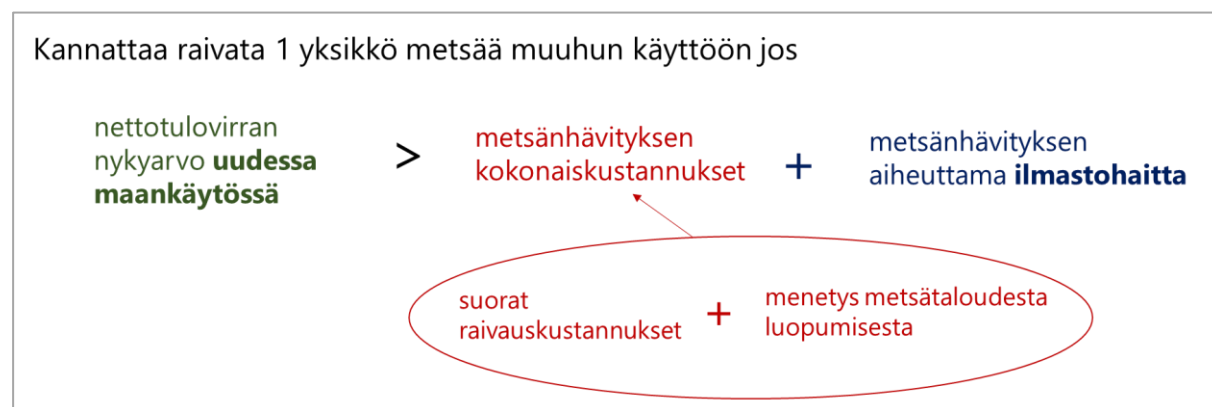 Kannattaa raivata 1 yksikkö metsää muuhun käyttöön jos
nettotulovirran
nykyarvo uudessa
maankäytössä
>
metsänhävityksen
kokonaiskustannukset
+
metsänhävityksen
aiheuttama ilmastohaitta
suorat
raivauskustannukset
+
menetys metsätaloudesta
luopumisesta